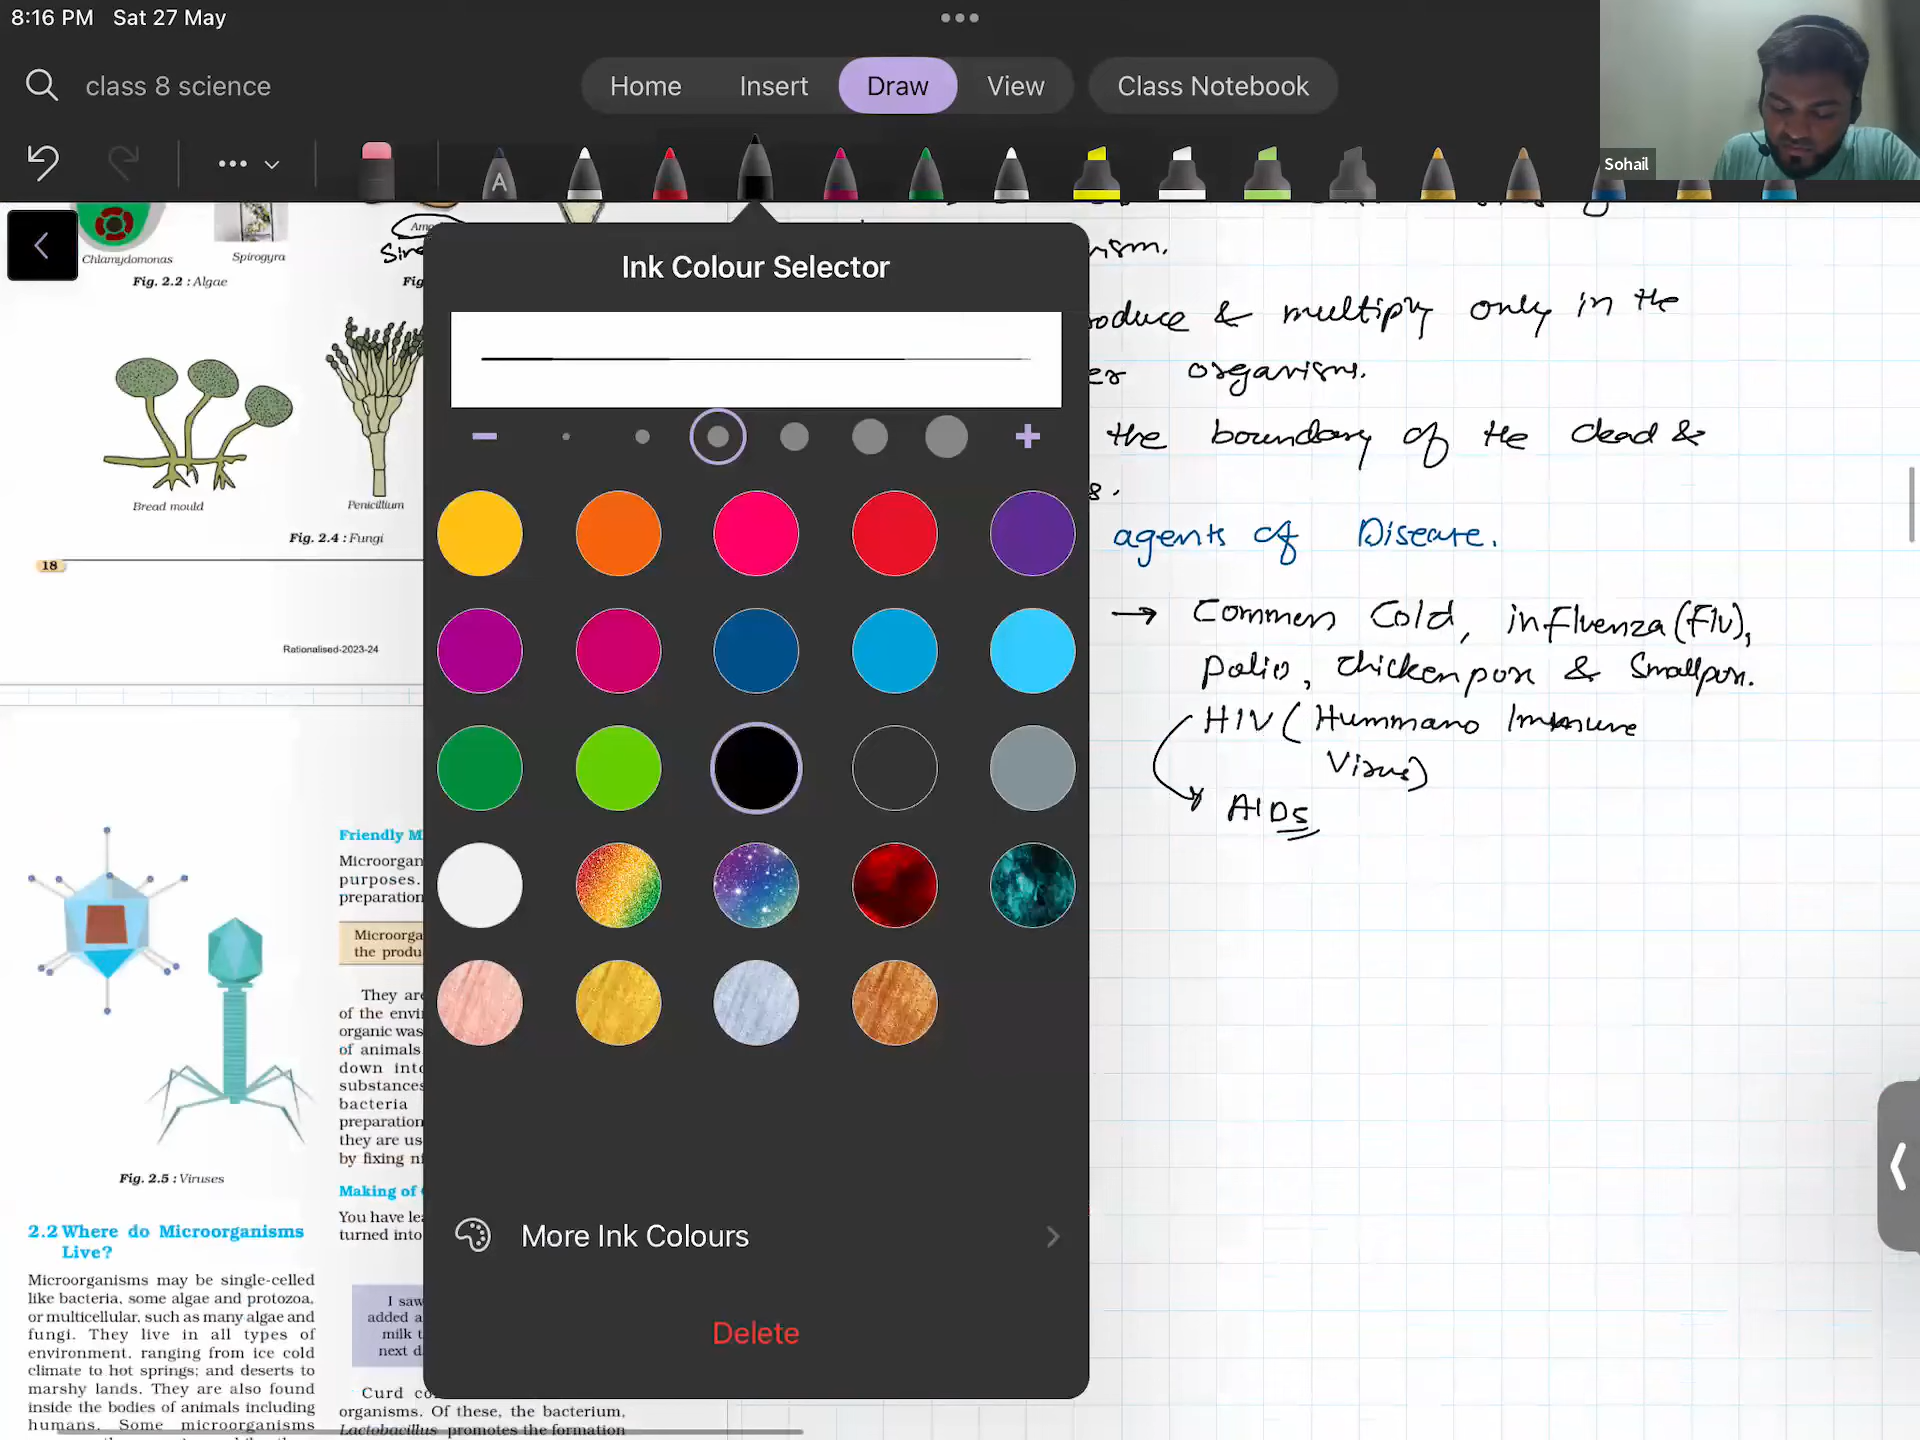 8:16 PM Sat 27 May
class 8 science
Home
Insert
Draw
View
Class Notebook
Sohail
A
Chlamydomonas
Spirogyra
Fig. 2.2 : Algae
Bread mould
Penicillium
Fig. 2.4 : Fungi
18
Rationalised-2023-24
Fig. 2.5 : Viruses
2.2 Where do Microorganisms
Live?
Microorganisms may be single-celled
like bacteria, some algae and protozoa,
or multicellular, such as many algae and
fungi. They live in all types of
environment, ranging from ice cold
climate to hot springs; and deserts to
marshy lands. They are also found
inside the bodies of animals including
humans. Some microorganisms
Friendly M
Microorgan
purposes.
preparation
Microorga
the produ
They are
of the envi
organic was
of animals
down into
substances
bacteria
preparation
they are us
by fixing ni
Making of
You have lea
turned into
I saw
added a
milk t
next d
Curd co
organisms. Of these, the bacterium,
Lactobacillus promotes the formation
Ink Colour Selector
More Ink Colours
Delete
nism.
oduce & multiply only in the
er organism.
the boundary of the dead &
s.
agents of Disease.
→ Common Cold, influenza (Flu),
Polio, Chickenpox & Smallpox.
HIV (Hummano Immune
Virus)
AIDS